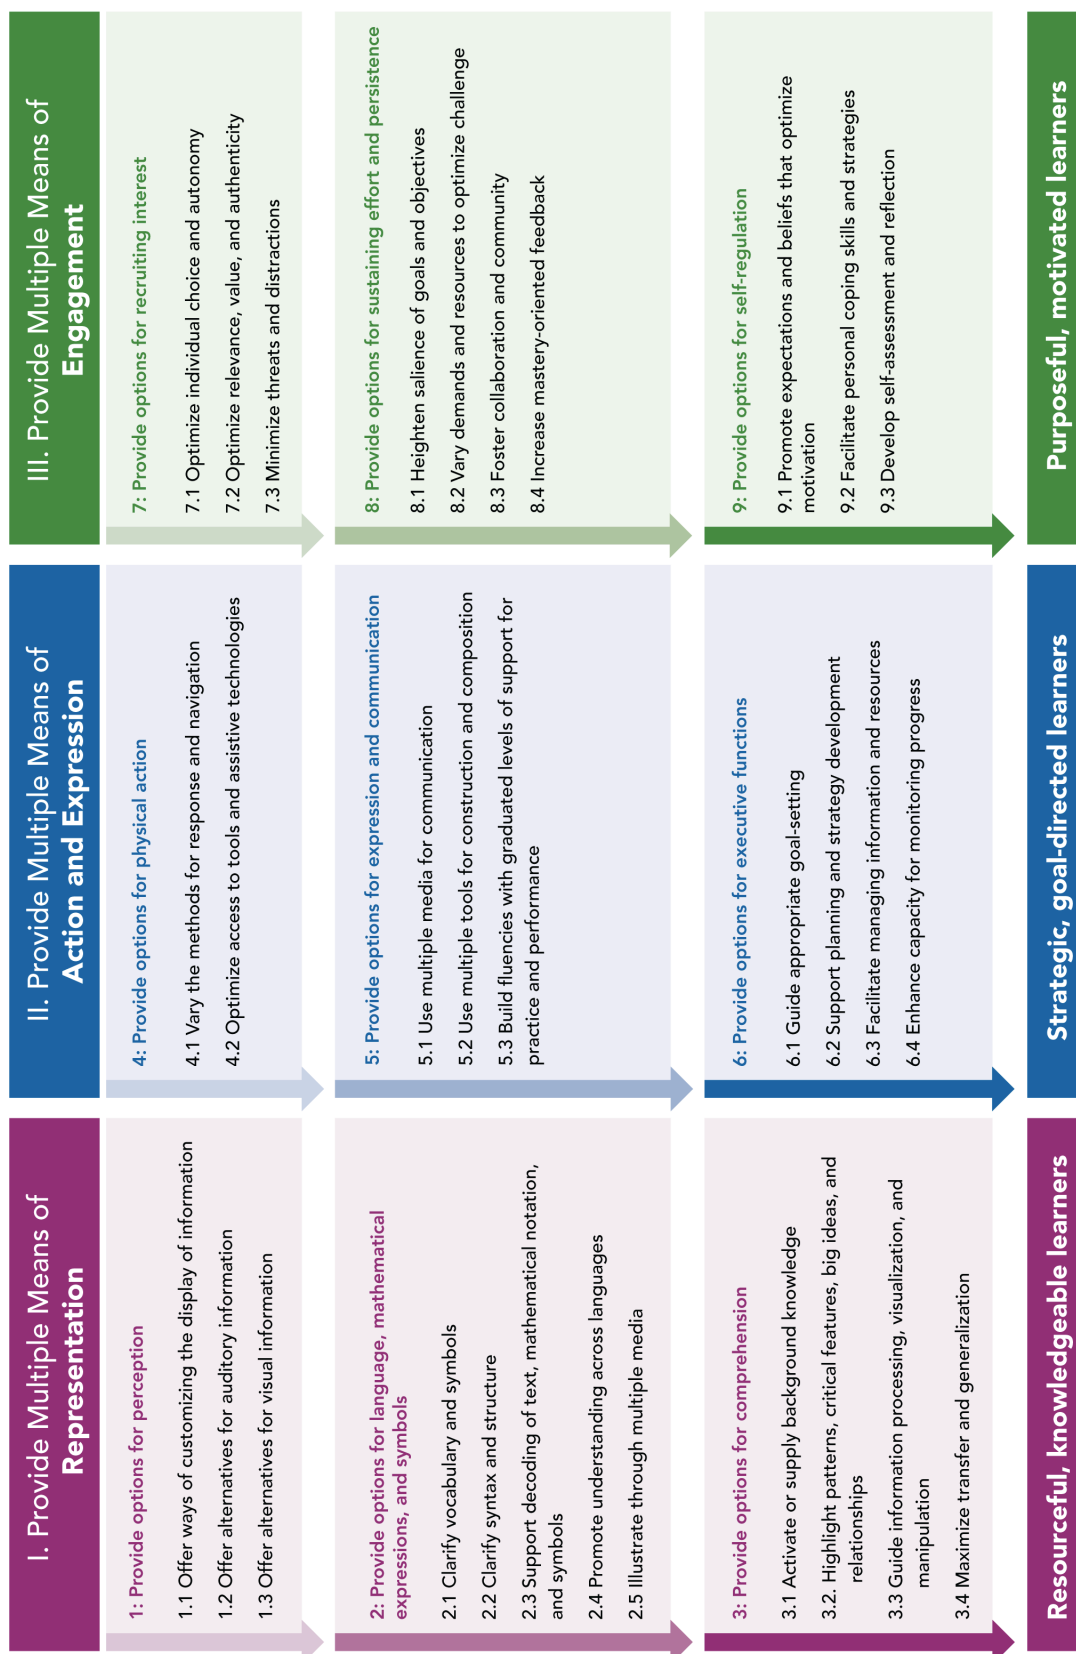 I. Provide Multiple Means of
Representation
1: Provide options for perception
1.1 Offer ways of customizing the display of information
1.2 Offer alternatives for auditory information
1.3 Offer alternatives for visual information
2: Provide options for language, mathematical
expressions, and symbols
2.1 Clarify vocabulary and symbols
2.2 Clarify syntax and structure
2.3 Support decoding of text, mathematical notation,
and symbols
2.4 Promote understanding across languages
2.5 Illustrate through multiple media
3: Provide options for comprehension
3.1 Activate or supply background knowledge
3.2. Highlight patterns, critical features, big ideas, and
relationships
3.3 Guide information processing, visualization, and
manipulation
3.4 Maximize transfer and generalization
Resourceful, knowledgeable learners
II. Provide Multiple Means of
Action and Expression
4: Provide options for physical action
4.1 Vary the methods for response and navigation
4.2 Optimize access to tools and assistive technologies
5: Provide options for expression and communication
5.1 Use multiple media for communication
5.2 Use multiple tools for construction and composition
5.3 Build fluencies with graduated levels of support for
practice and performance
6: Provide options for executive functions
6.1 Guide appropriate goal-setting
6.2 Support planning and strategy development
6.3 Facilitate managing information and resources
6.4 Enhance capacity for monitoring progress
Strategic, goal-directed learners
III. Provide Multiple Means of
Engagement
7: Provide options for recruiting interest
7.1 Optimize individual choice and autonomy
7.2 Optimize relevance, value, and authenticity
7.3 Minimize threats and distractions
8: Provide options for sustaining effort and persistence
8.1 Heighten salience of goals and objectives
8.2 Vary demands and resources to optimize challenge
8.3 Foster collaboration and community
8.4 Increase mastery-oriented feedback
9: Provide options for self-regulation
9.1 Promote expectations and beliefs that optimize
motivation
9.2 Facilitate personal coping skills and strategies
9.3 Develop self-assessment and reflection
Purposeful, motivated learners